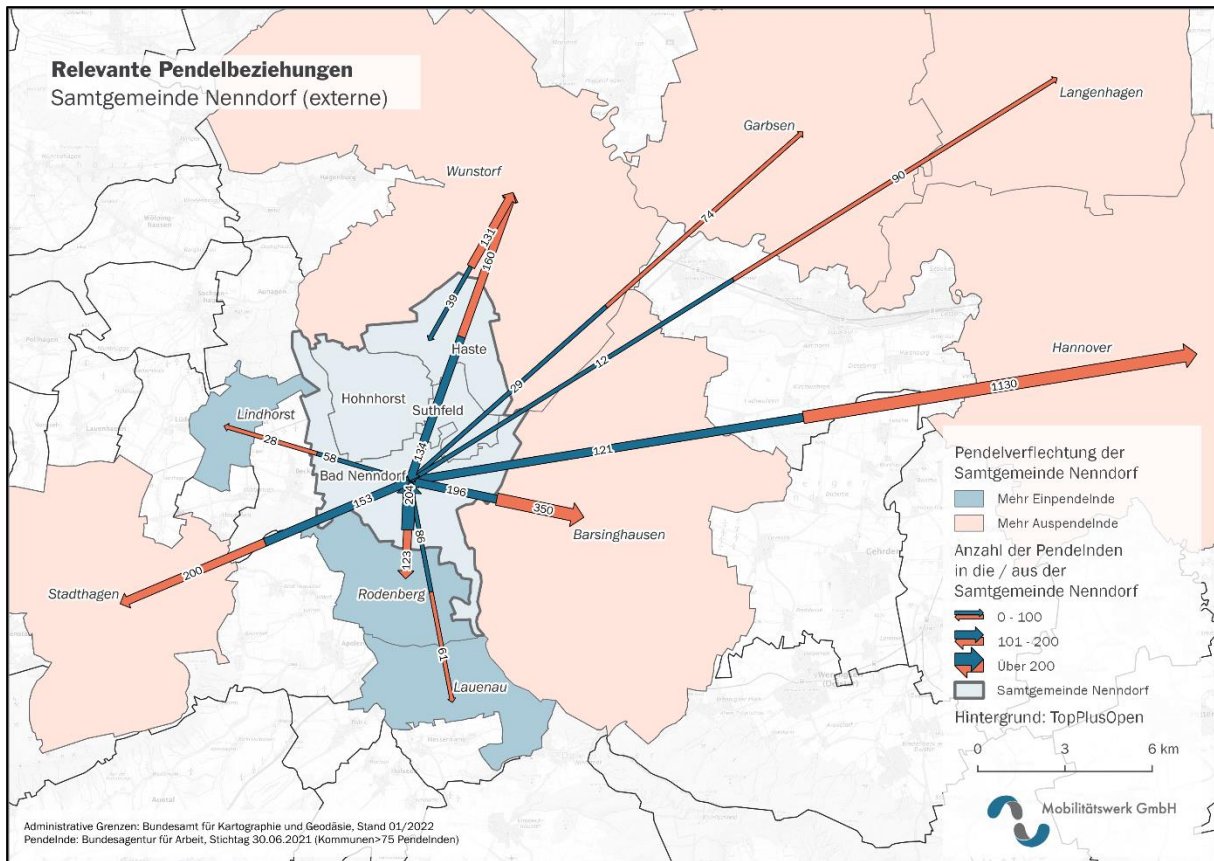 Relevante Pendelbeziehungen
Samtgemeinde Nenndorf (externe)
Langenhagen
Garbsen
Wunstorf
90
74
131
160
39
Hannover
Haste
12
29
1130
Hohnhorst
Suthfeld
Lindhorst
28
58
134
121
Bad Nenndorf
204
196
350
153
86
Barsinghausen
200
123
Stadthagen
Rodenberg
61
Lauenau
Pendelverflechtung der
Samtgemeinde Nenndorf
Mehr Einpendelnde
Mehr Auspendelnde
Anzahl der Pendelnden
in die / aus der
Samtgemeinde Nenndorf
0 - 100
101 - 200
Über 200
Samtgemeinde Nenndorf
Hintergrund: TopPlusOpen
0 3 6 km
Mobilitätswerk GmbH
Administrative Grenzen: Bundesamt für Kartographie und Geodäsie, Stand 01/2022
Pendelnde: Bundesagentur für Arbeit, Stichtag 30.06.2021 (Kommunen>75 Pendelnden)